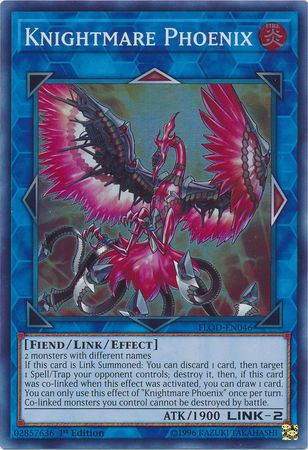 KNIGHTMARE PHOENIX
FIRE
炎
FLOD-EN046
[FIEND/LINK/EFFECT]
2 monsters with different names
If this card is Link Summoned: You can discard 1 card, then target
1 Spell/Trap your opponent controls; destroy it, then, if this card
was co-linked when this effect was activated, you can draw 1 card.
You can only use this effect of "Knightmare Phoenix" once per turn.
Co-linked monsters you control cannot be destroyed by battle.
ATK/1900 LINK-2
02857636 1st Edition ©1996 KAZUKI TAKAHASHI